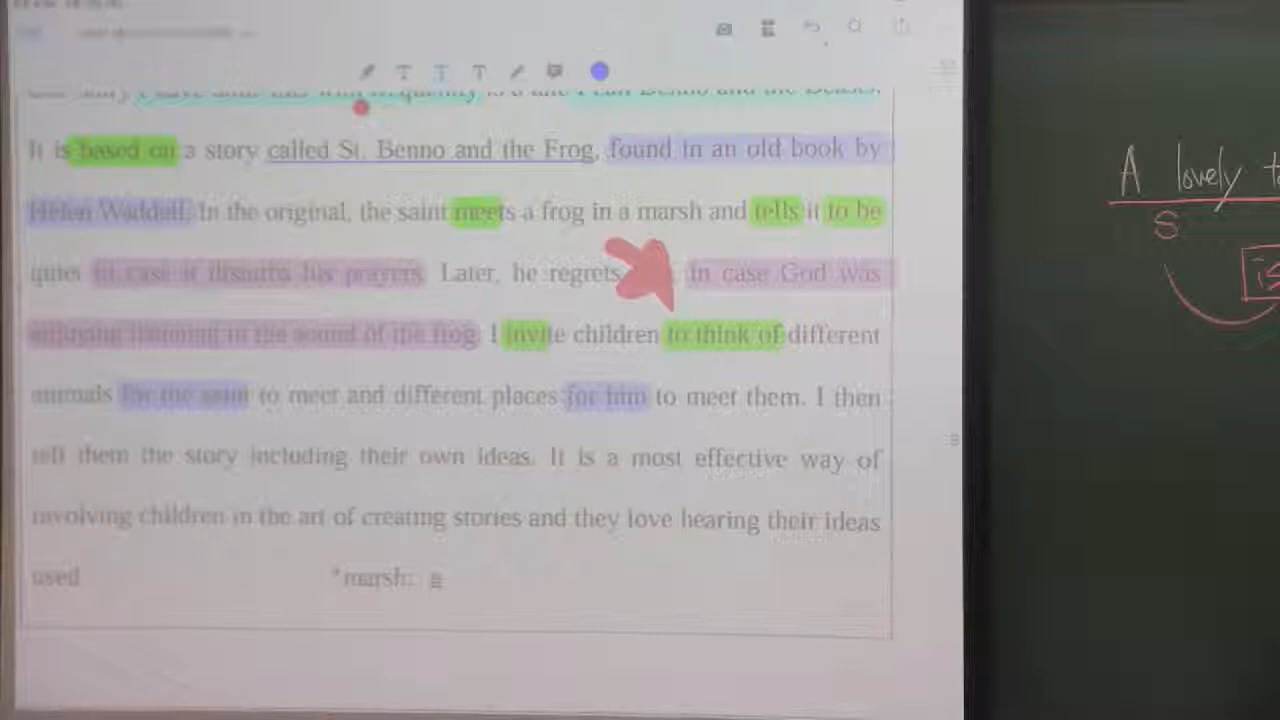 It is based on a story called St. Benno and the Frog, found in an old book by
Helen Waddell. In the original, the saint meets a frog in a marsh and tells it to be
quiet in case it disturbs his prayers. Later, he regrets in case God was
enjoying listening to the sound of the frog. I invite children to think of different
animals for the saint to meet and different places for him to meet them. I then
tell them the story including their own ideas. It is a most effective way of
involving children in the art of creating stories and they love hearing their ideas
used
*marsh: 늪
A lovely
S
is